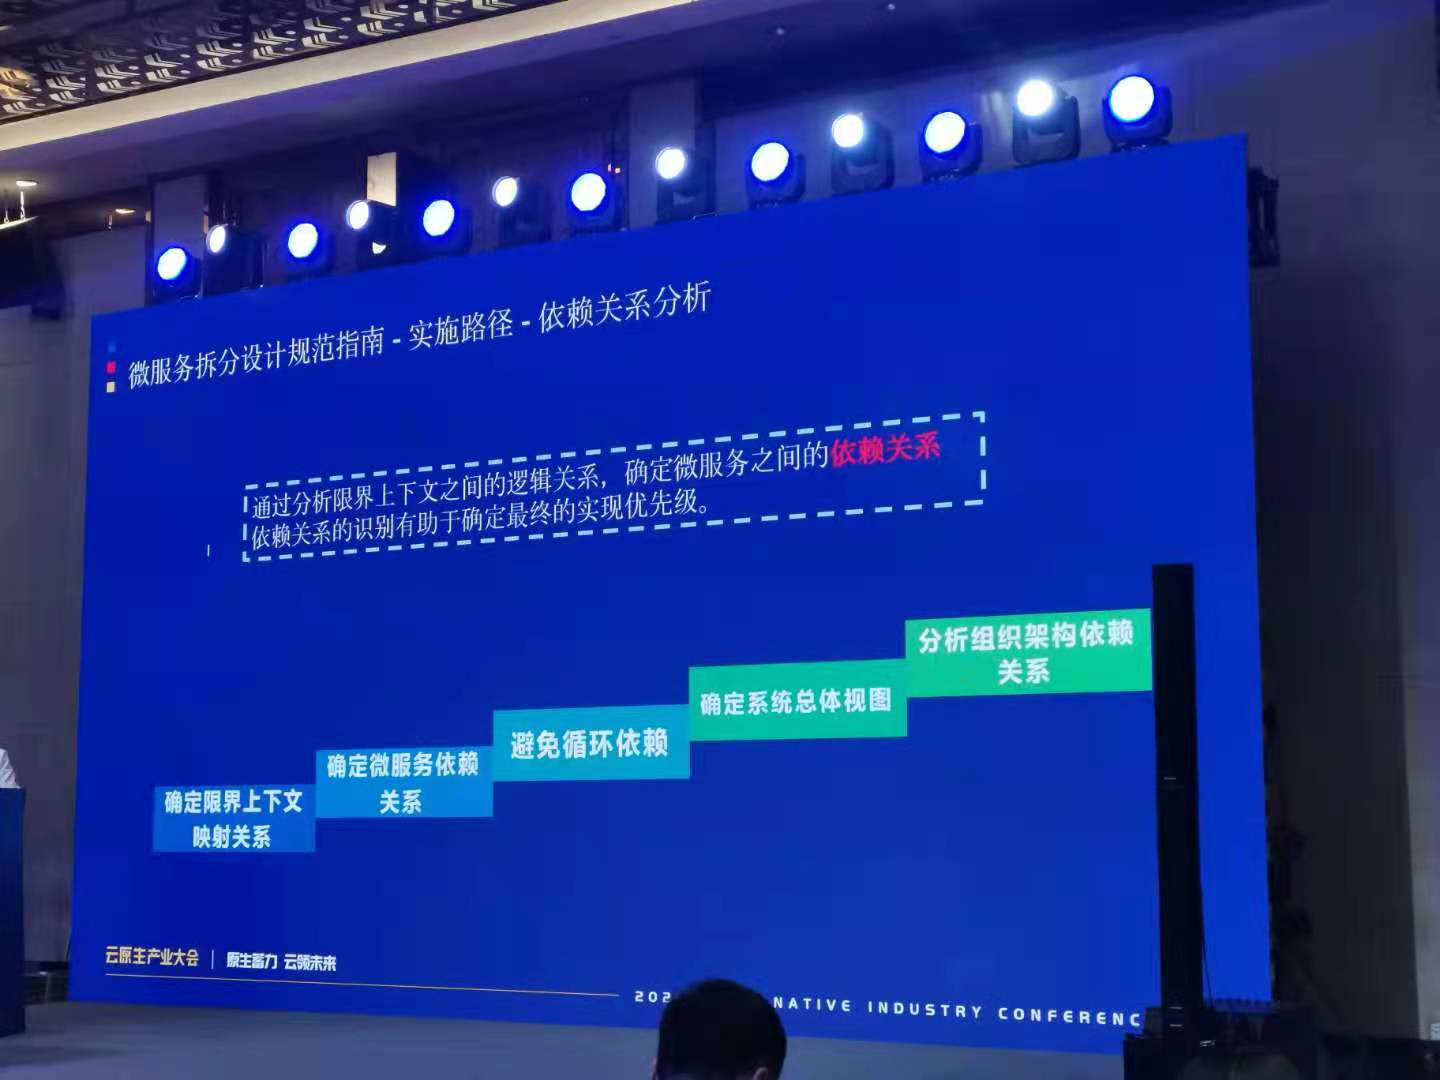 微服务拆分设计规范指南 - 实施路径 - 依赖关系分析
通过分析限界上下文之间的逻辑关系，确定微服务之间的依赖关系
依赖关系的识别有助于确定最终的实现优先级。
分析组织架构依赖
关系
确定系统总体视图
避免循环依赖
确定微服务依赖
关系
确定限界上下文
映射关系
云原生产业大会 | 原生蓄力 云领未来
NATIVE INDUSTRY